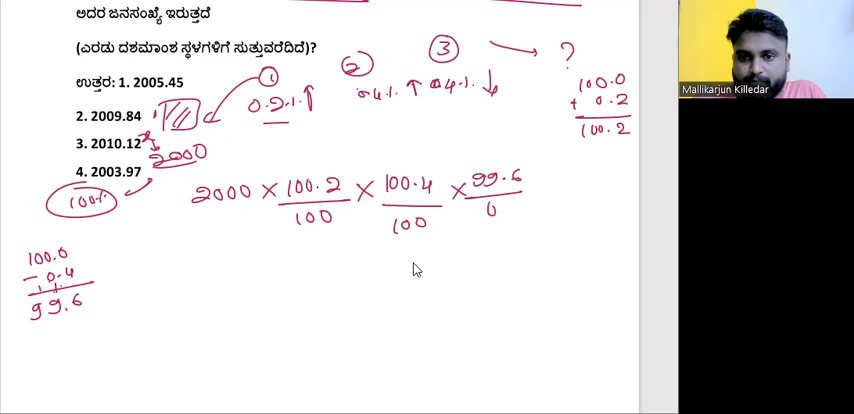 ಅದರ ಜನಸಂಖ್ಯೆ ಇರುತ್ತದೆ
(ಎರಡು ದಶಮಾಂಶ ಸ್ಥಳಗಳಿಗೆ ಸುತ್ತುವರೆದಿದೆ)?
ಉತ್ತರ: 1. 2005.45
2. 2009.84
3. 2010.12
4. 2003.97
2000
100%
1
0.2% ↑
2
0.4% ↑ 0.4% ↓
3 → ?
100.0
+ 0.2
100.2
2000 × 100.2 × 100.4 × 99.6
100 100 0
100.0
− 0.4
99.6
Mallikarjun Killedar